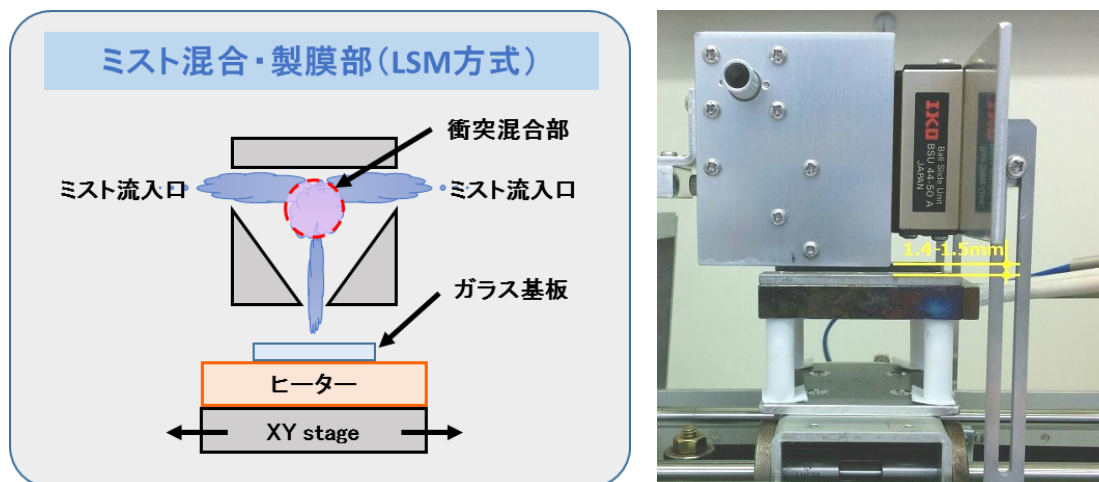 ミスト混合・製膜部(LSM方式)
衝突混合部
ミスト流入口
ミスト流入口
ガラス基板
ヒーター
XY stage
IKO
Ball Slide Unit
BSU 44-50 A
JAPAN
IKO
1.4-1.5mm